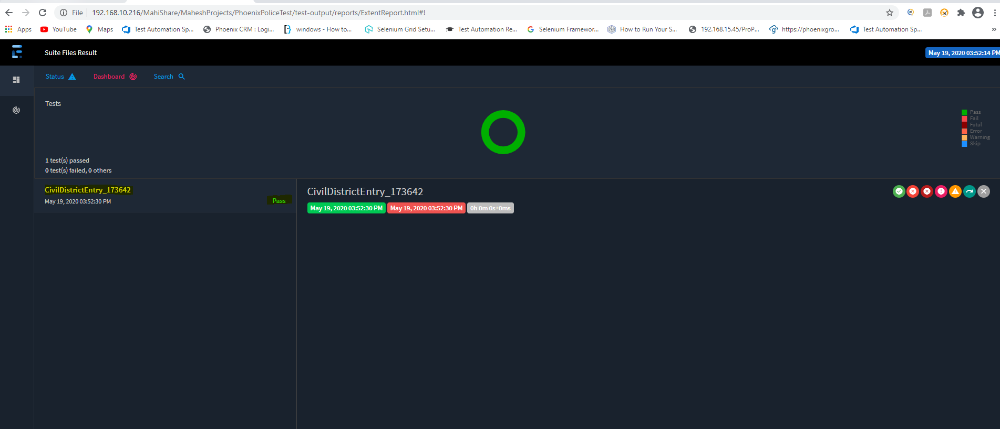 File 192.168.10.216/MahiShare/MaheshProjects/PhoenixPoliceTest/test-output/reports/ExtentReport.html#!
Apps YouTube Maps Test Automation Sp... Phoenix CRM : Logi... windows - How to... Selenium Grid Setu... Test Automation Re... Selenium Framewor... How to Run Your S... 192.168.15.45/ProP... https://phoenixgro... Test Automation Sp... »
Suite Files Result May 19, 2020 03:52:14 PM
Status Dashboard Search
Tests
Pass
Fail
Fatal
Error
Warning
Skip
1 test(s) passed
0 test(s) failed, 0 others
CivilDistrictEntry_173642
May 19, 2020 03:52:30 PM
Pass
CivilDistrictEntry_173642
May 19, 2020 03:52:30 PM May 19, 2020 03:52:30 PM 0h 0m 0s+0ms